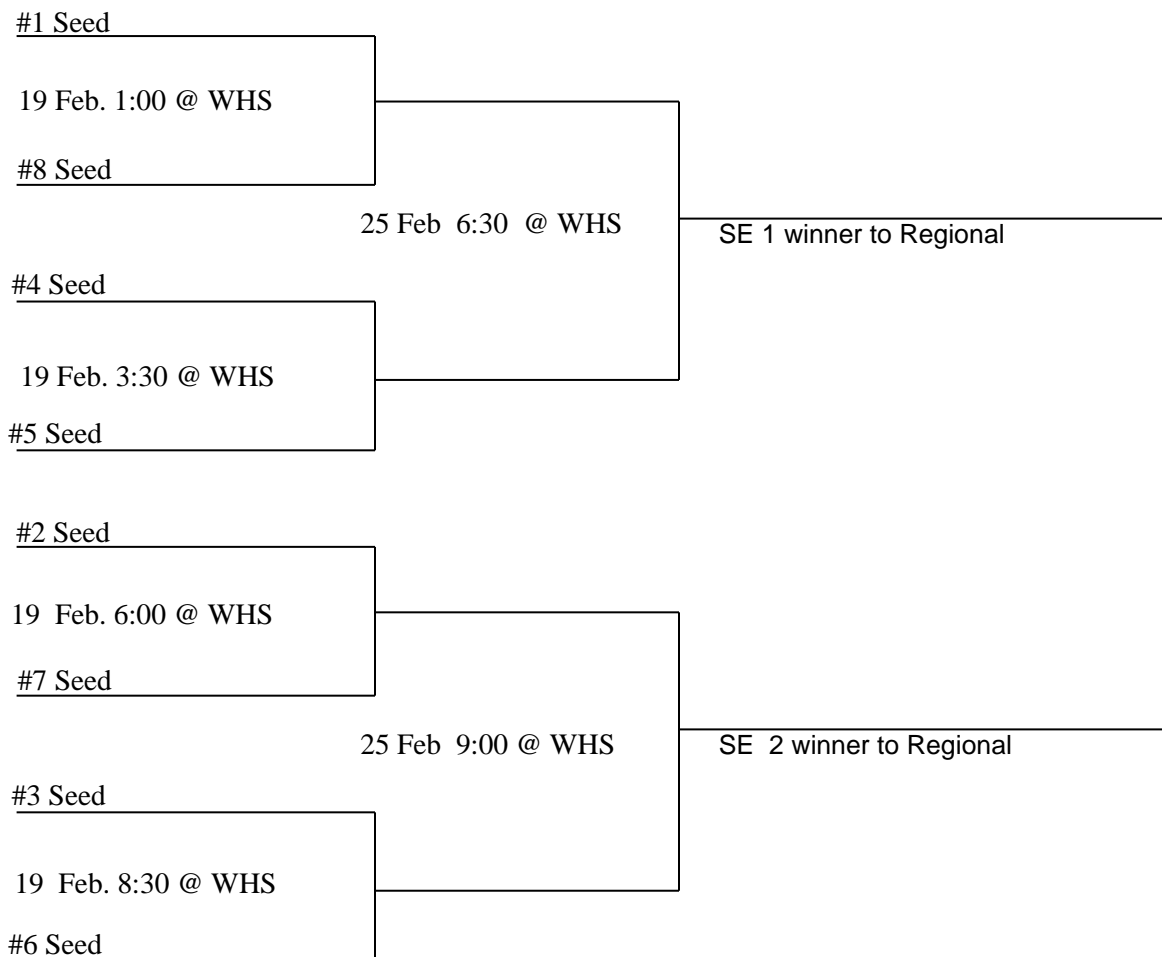 #1 Seed
19 Feb. 1:00 @ WHS
#8 Seed
25 Feb  6:30  @ WHS
SE 1 winner to Regional
#4 Seed
19 Feb. 3:30 @ WHS
#5 Seed
#2 Seed
19  Feb. 6:00 @ WHS
#7 Seed
25 Feb  9:00 @ WHS
SE  2 winner to Regional
#3 Seed
19  Feb. 8:30 @ WHS
#6 Seed